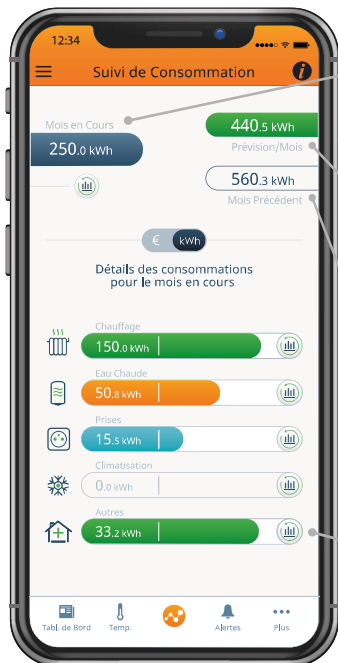 12:34
Suivi de Consommation
i
Mois en Cours
250.0 kWh
440.5 kWh
Prévision/Mois
560.3 kWh
Mois Précédent
€ kWh
Détails des consommations
pour le mois en cours
Chauffage
150.0 kWh
Eau Chaude
50.8 kWh
Prises
15.5 kWh
Climatisation
0.0 kWh
Autres
33.2 kWh
Tabl. de Bord Temp. Alertes Plus